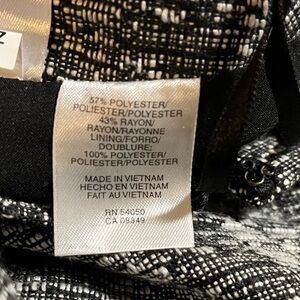 57% POLYESTER/
POLIESTER/POLYESTER
43% RAYON/
RAYON/RAYONNE
LINING/FORRO/
DOUBLURE:
100% POLYESTER/
POLIESTER/POLYESTER
MADE IN VIETNAM
HECHO EN VIETNAM
FAIT AU VIETNAM
RN 54050
CA 08349